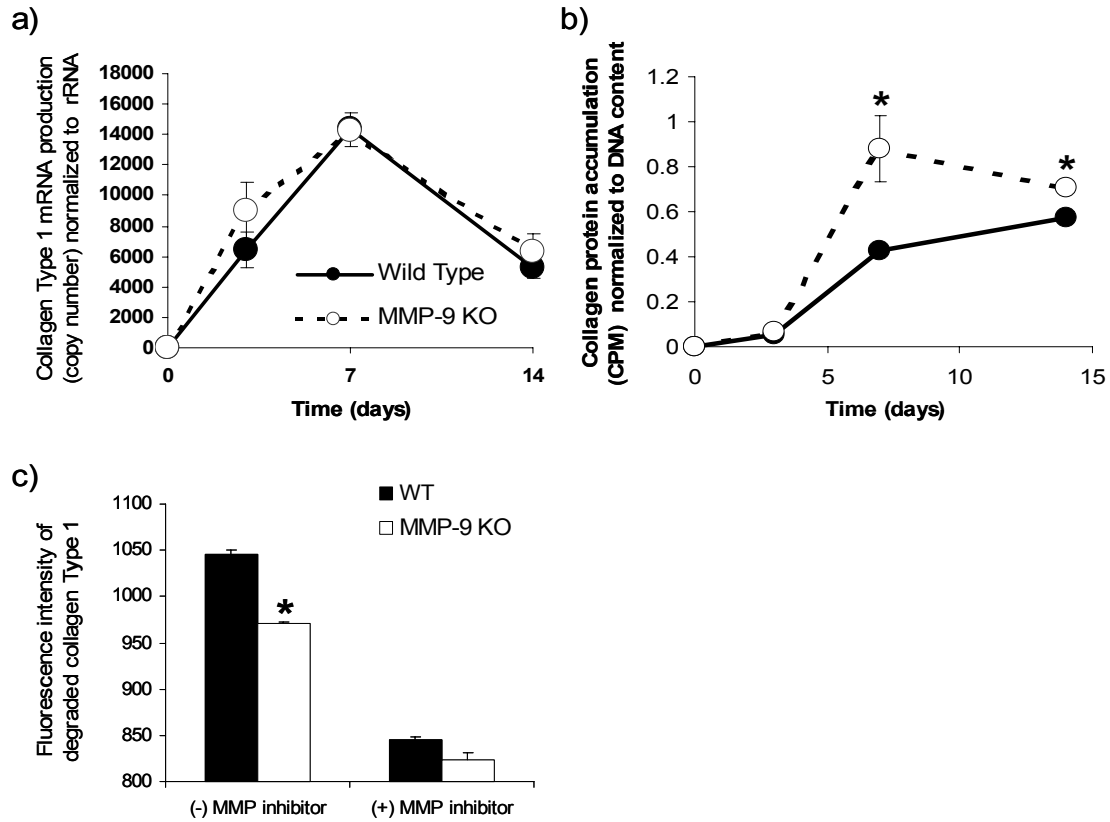 a)
Collagen Type 1 mRNA production
(copy number) normalized to rRNA
18000
16000
14000
12000
10000
8000
6000
4000
2000
0
0
7
14
Time (days)
Wild Type
MMP-9 KO
b)
Collagen protein accumulation
(CPM) normalized to DNA content
1.2
1
0.8
0.6
0.4
0.2
0
0
5
10
15
Time (days)
*
*
c)
Fluorescence intensity of
degraded collagen Type 1
1100
1050
1000
950
900
850
800
WT
MMP-9 KO
*
(-) MMP inhibitor
(+) MMP inhibitor